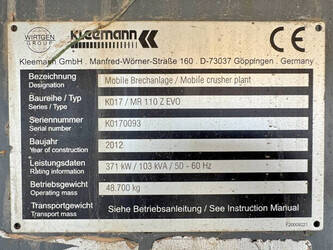 WIRTGEN
GROUP
Kleemann
CE
Kleemann GmbH . Manfred-Wörner-Straße 160 . D-73037 Göppingen . Germany
Bezeichnung
Designation
Mobile Brechanlage / Mobile crusher plant
Baureihe / Typ
Series / Type
K017 / MR 110 Z EVO
Seriennummer
Serial number
K0170093
Baujahr
Year of construction
2012
Leistungsdaten
Rating information
371 kW / 103 kVA / 50 - 60 Hz
Betriebsgewicht
Operating mass
48.700 kg
Transportgewicht
Transport mass
Siehe Betriebsanleitung / See Instruction Manual